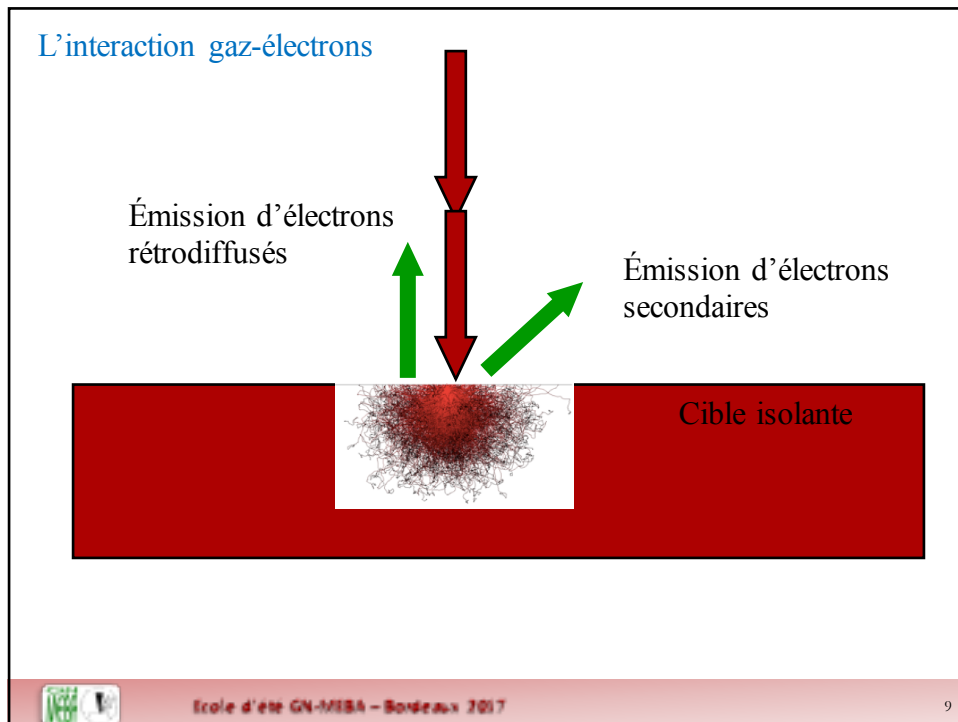 L’interaction gaz-électrons
Émission d’électrons
rétrodiffusés
Émission d’électrons
secondaires
Cible isolante
Ecole d'été GN-MEBA – Bordeaux 2017
9